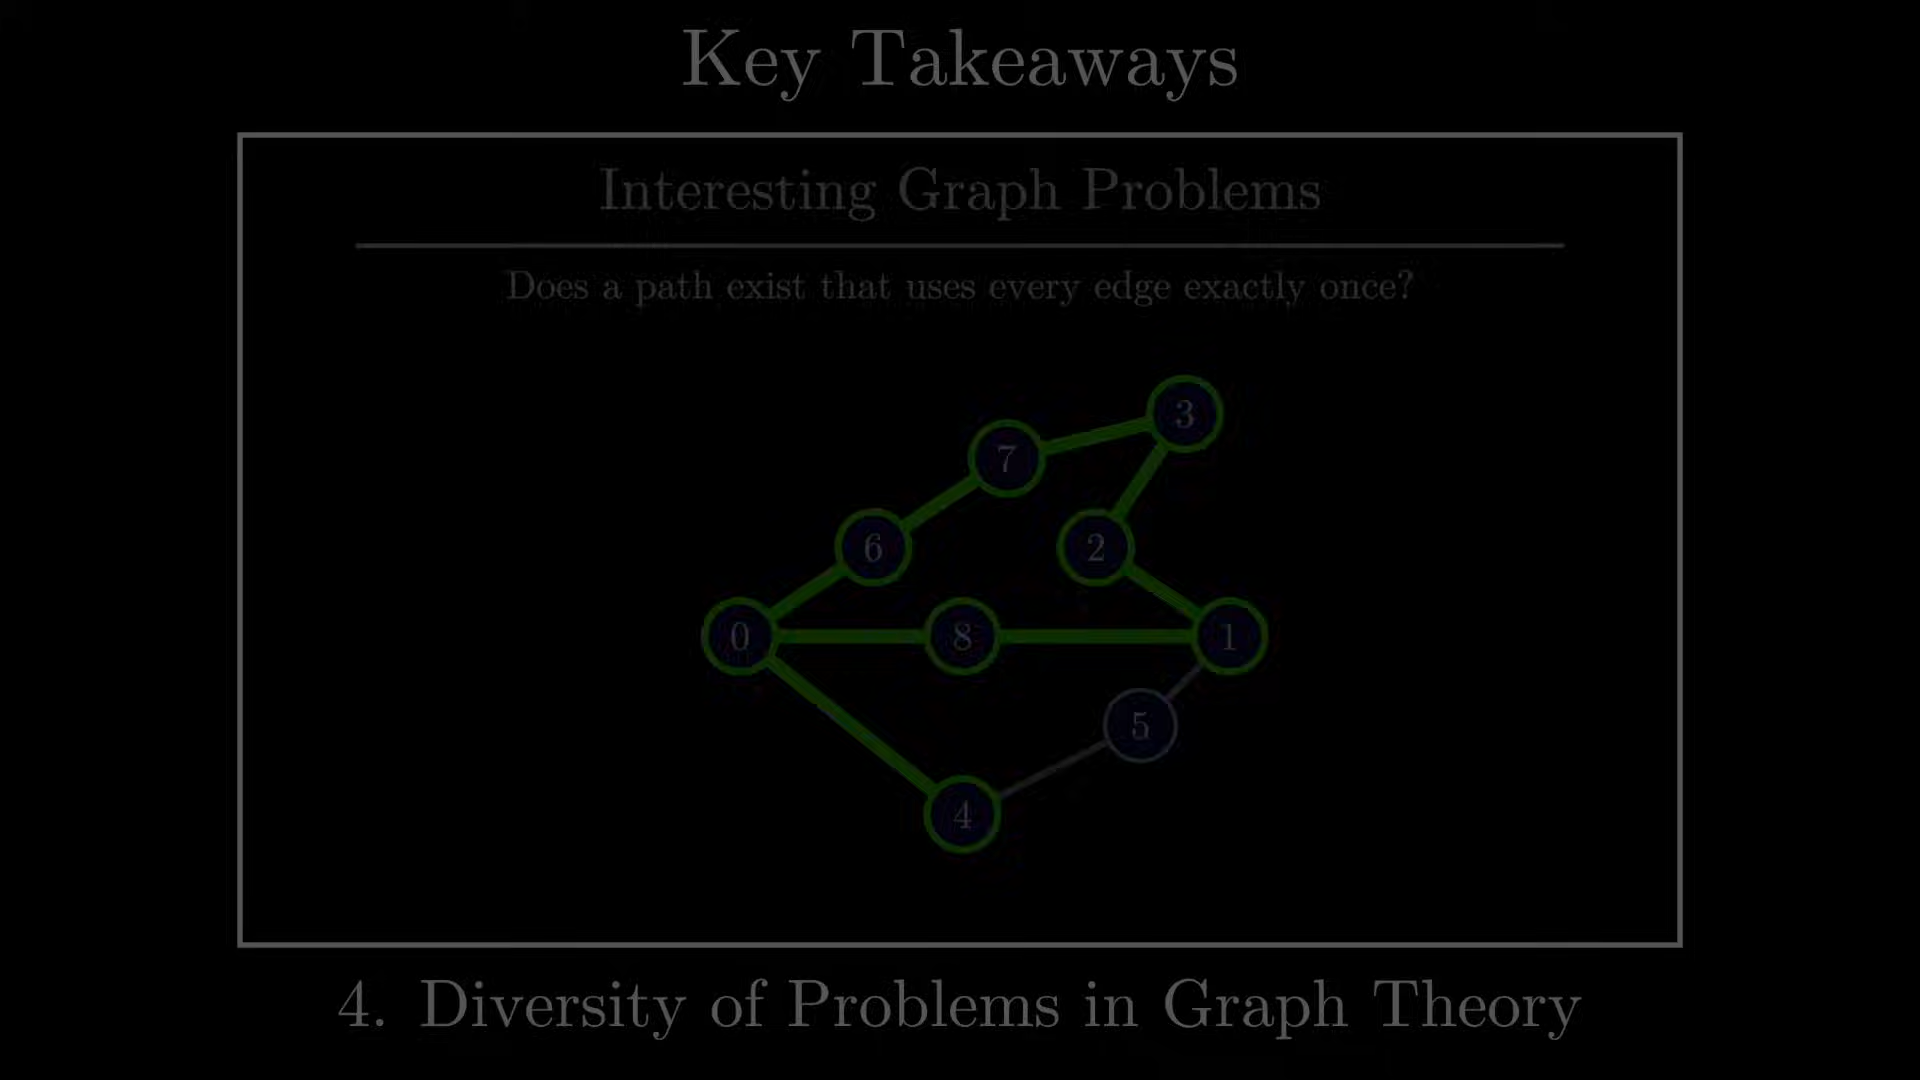 Key Takeaways
Interesting Graph Problems
Does a path exist that uses every edge exactly once?
3
7
6
2
0
8
1
5
4
4. Diversity of Problems in Graph Theory